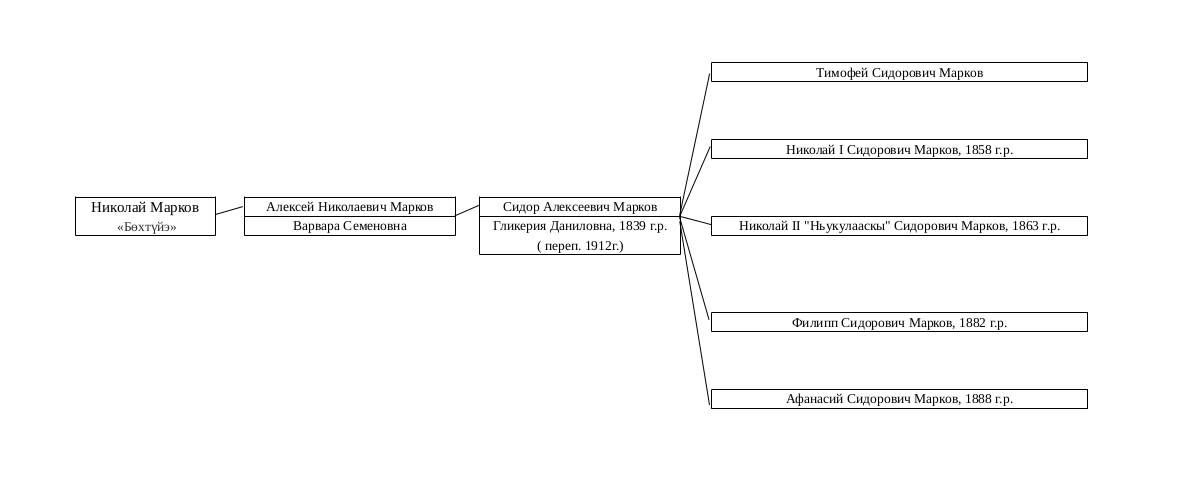 Николай Марков
«Бөхтүйэ»
Алексей Николаевич Марков
Варвара Семеновна
Сидор Алексеевич Марков
Гликерия Даниловна, 1839 г.р.
( переп. 1912г.)
Тимофей Сидорович Марков
Николай I Сидорович Марков, 1858 г.р.
Николай II "Ньукулааскы" Сидорович Марков, 1863 г.р.
Филипп Сидорович Марков, 1882 г.р.
Афанасий Сидорович Марков, 1888 г.р.